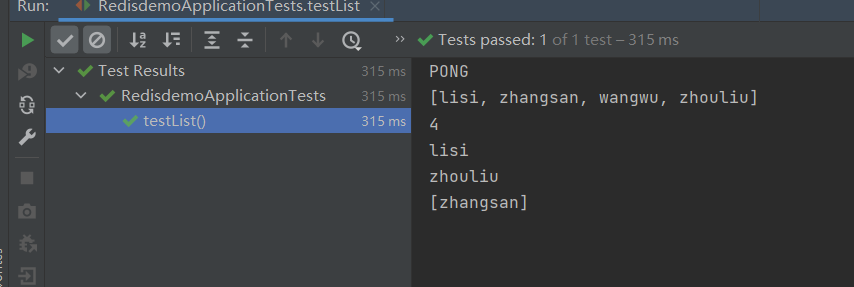 Run: RedisdemoApplicationTests.testList ×
Tests passed: 1 of 1 test – 315 ms
Test Results 315 ms
RedisdemoApplicationTests 315 ms
testList() 315 ms
PONG
[lisi, zhangsan, wangwu, zhouliu]
4
lisi
zhouliu
[zhangsan]